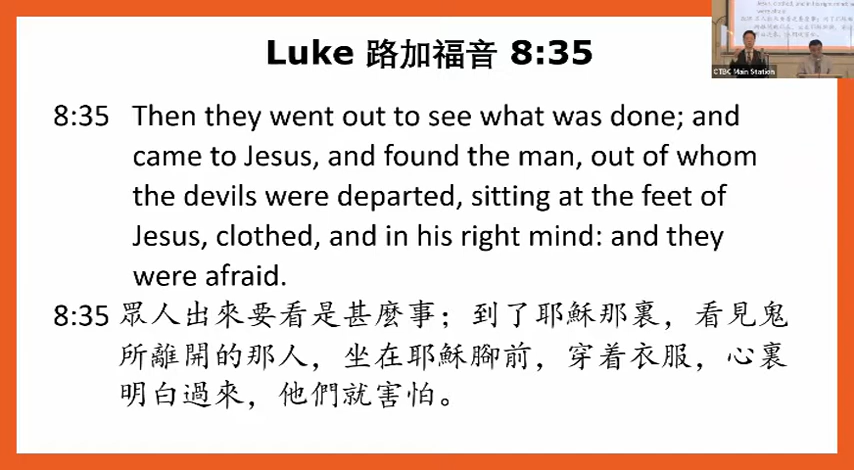 Luke 路加福音 8:35
8:35 Then they went out to see what was done; and
came to Jesus, and found the man, out of whom
the devils were departed, sitting at the feet of
Jesus, clothed, and in his right mind: and they
were afraid.
8:35 眾人出來要看是甚麼事；到了耶穌那裏，看見鬼
所離開的那人，坐在耶穌腳前，穿着衣服，心裏
明白過來，他們就害怕。
CTBC Main Station